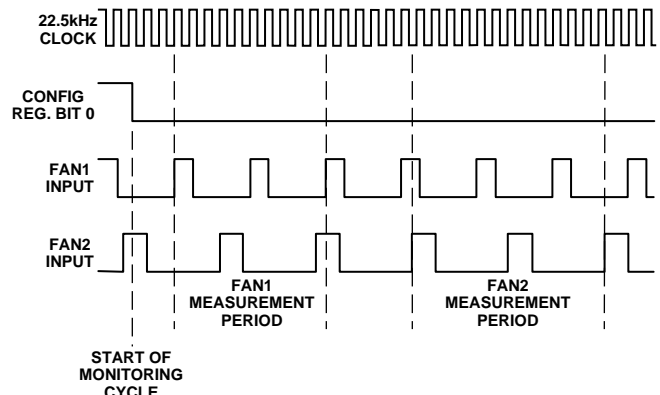 22.5kHz
CLOCK
CONFIG
REG. BIT 0
FAN1
INPUT
FAN2
INPUT
FAN1
MEASUREMENT
PERIOD
FAN2
MEASUREMENT
PERIOD
START OF
MONITORING
CYCLE